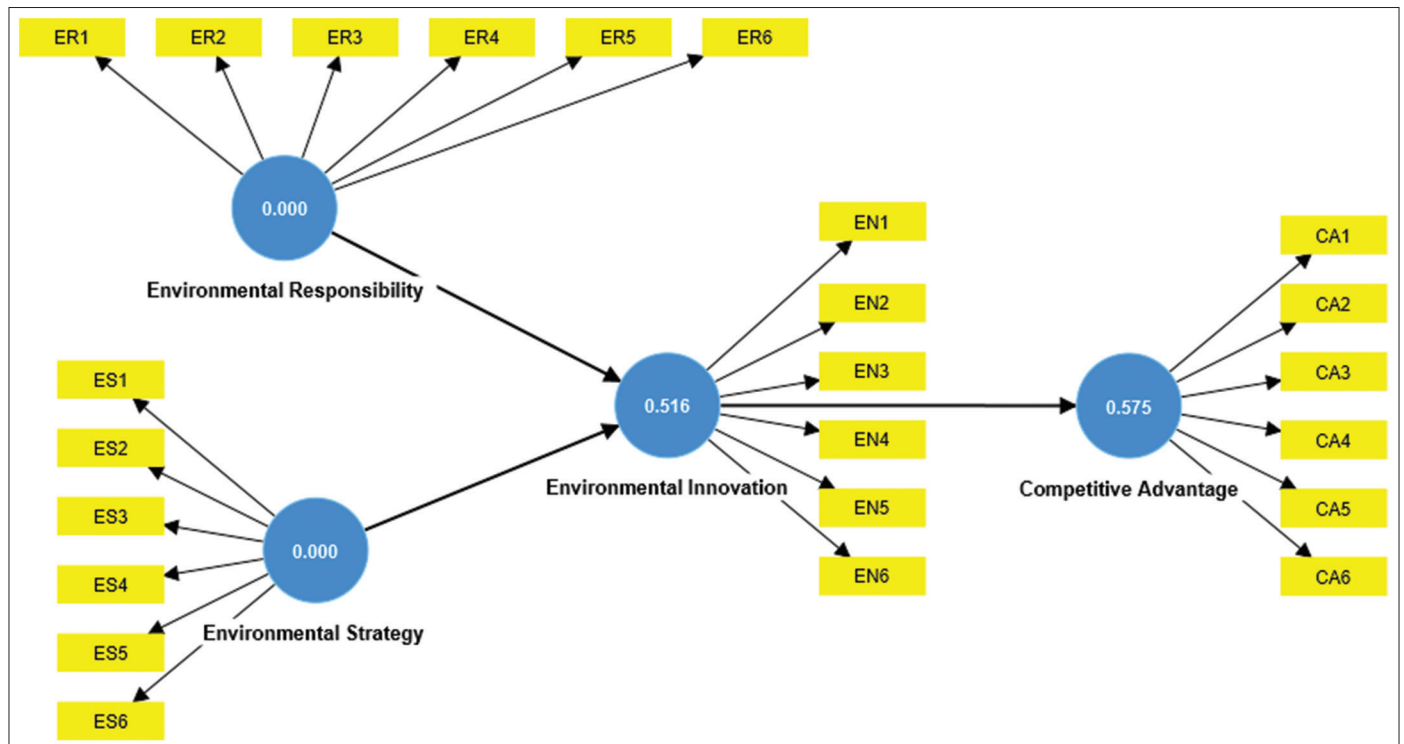 ER1
ER2
ER3
ER4
ER5
ER6
0.000
Environmental Responsibility
ES1
ES2
ES3
ES4
ES5
ES6
0.000
Environmental Strategy
0.516
Environmental Innovation
EN1
EN2
EN3
EN4
EN5
EN6
0.575
Competitive Advantage
CA1
CA2
CA3
CA4
CA5
CA6